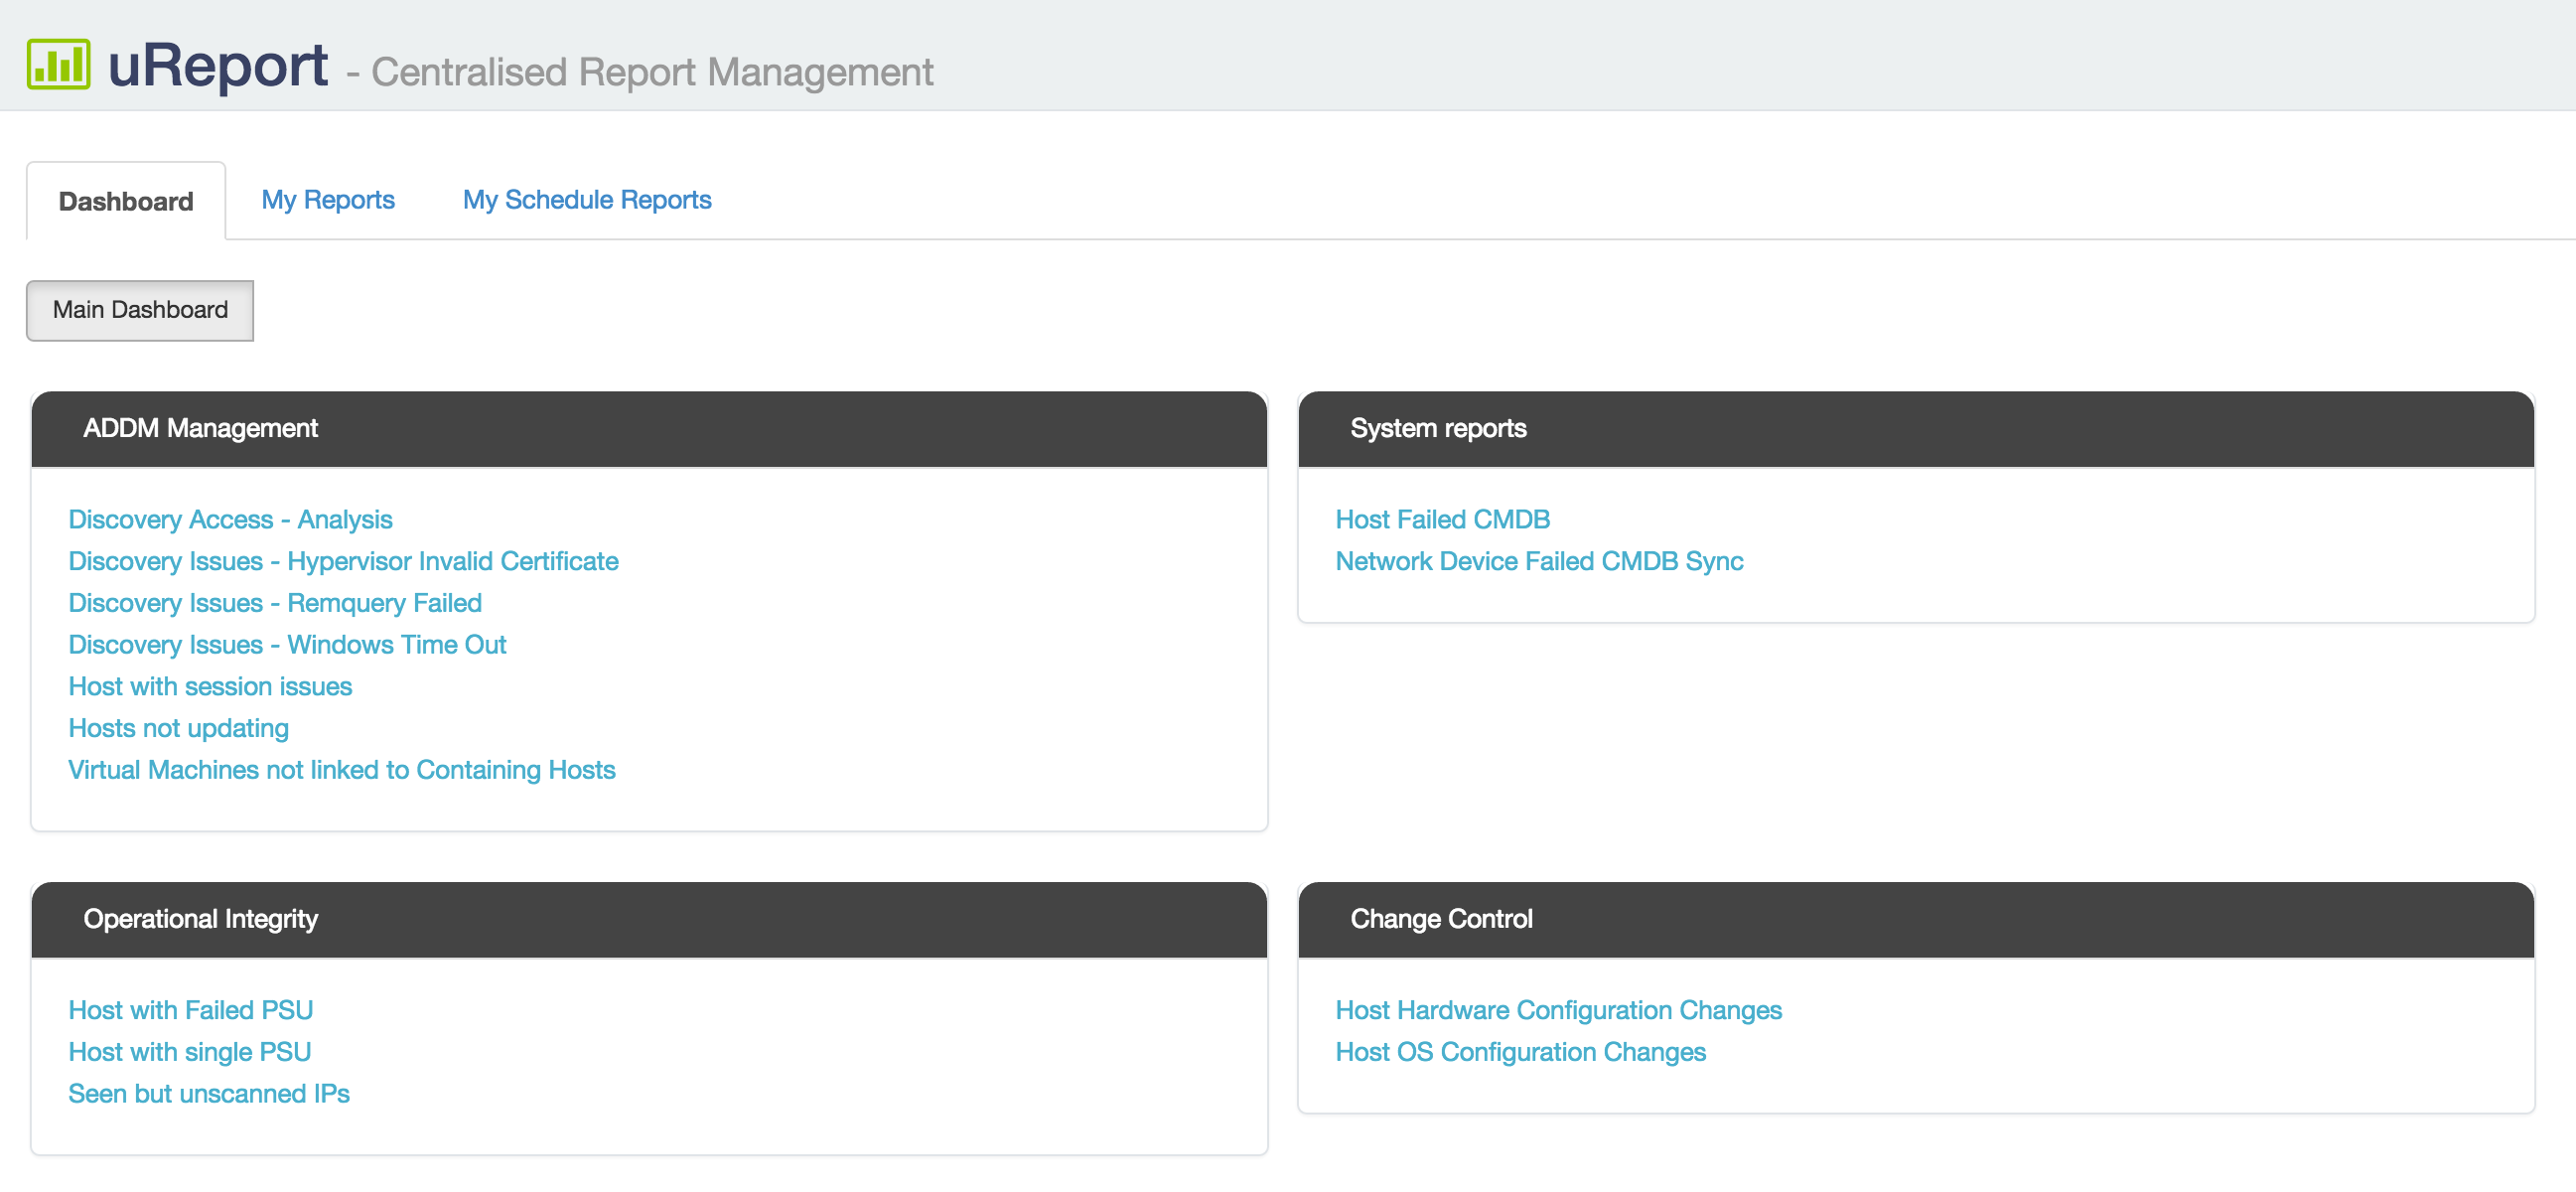 uReport - Centralised Report Management
Dashboard My Reports My Schedule Reports
Main Dashboard
ADDM Management
Discovery Access - Analysis
Discovery Issues - Hypervisor Invalid Certificate
Discovery Issues - Remquery Failed
Discovery Issues - Windows Time Out
Host with session issues
Hosts not updating
Virtual Machines not linked to Containing Hosts
System reports
Host Failed CMDB
Network Device Failed CMDB Sync
Operational Integrity
Host with Failed PSU
Host with single PSU
Seen but unscanned IPs
Change Control
Host Hardware Configuration Changes
Host OS Configuration Changes